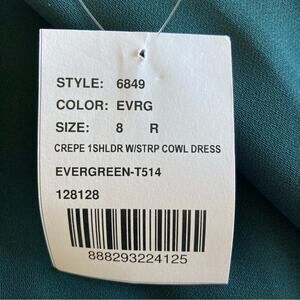 STYLE: 6849
COLOR: EVRG
SIZE: 8 R
CREPE 1SHLDR W/STRP COWL DRESS
EVERGREEN-T514
128128
888293224125